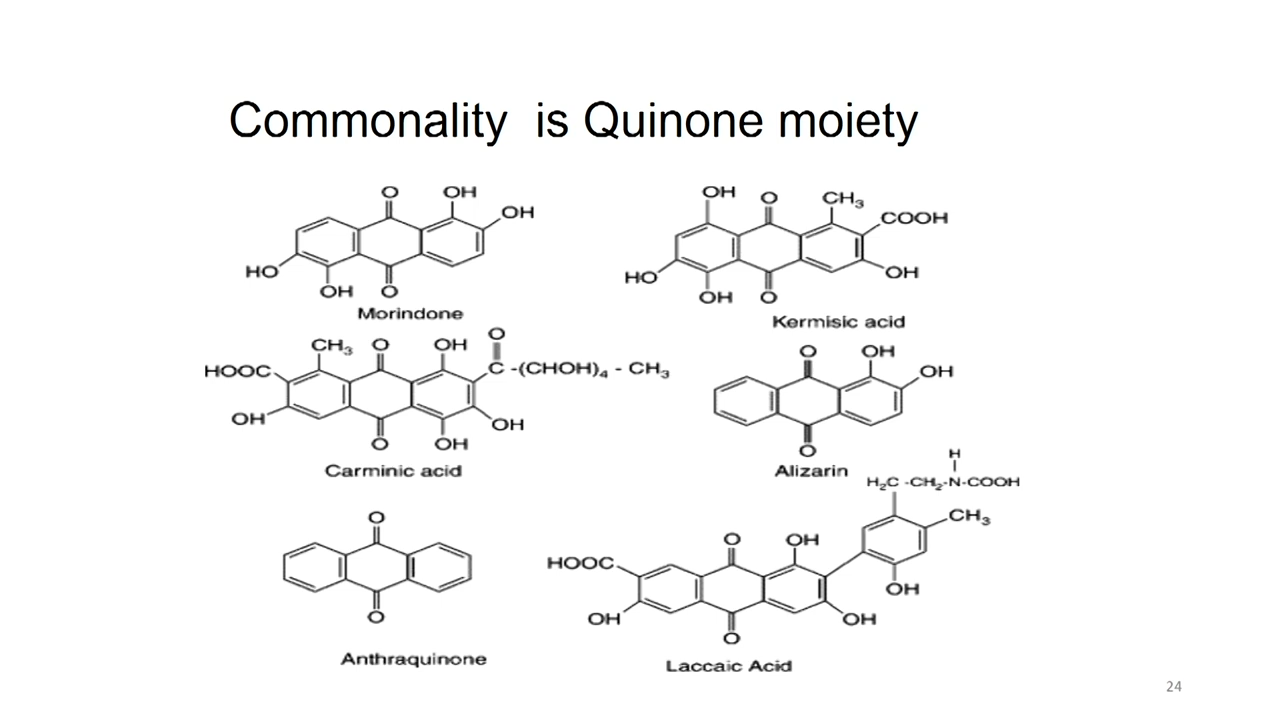 Commonality is Quinone moiety
O OH
OH
HO
OH O
Morindone
OH O CH₃
COOH
HO
OH
OH O
Kermisic acid
O
CH₃ O OH
HOOC
C -(CHOH)₄ - CH₃
OH
OH
O OH
Carminic acid
O OH
OH
O
Alizarin
H
H₂C -CH₂-N-COOH
CH₃
OH
O
O
Anthraquinone
O OH
HOOC
OH
OH
O
Laccaic Acid
24